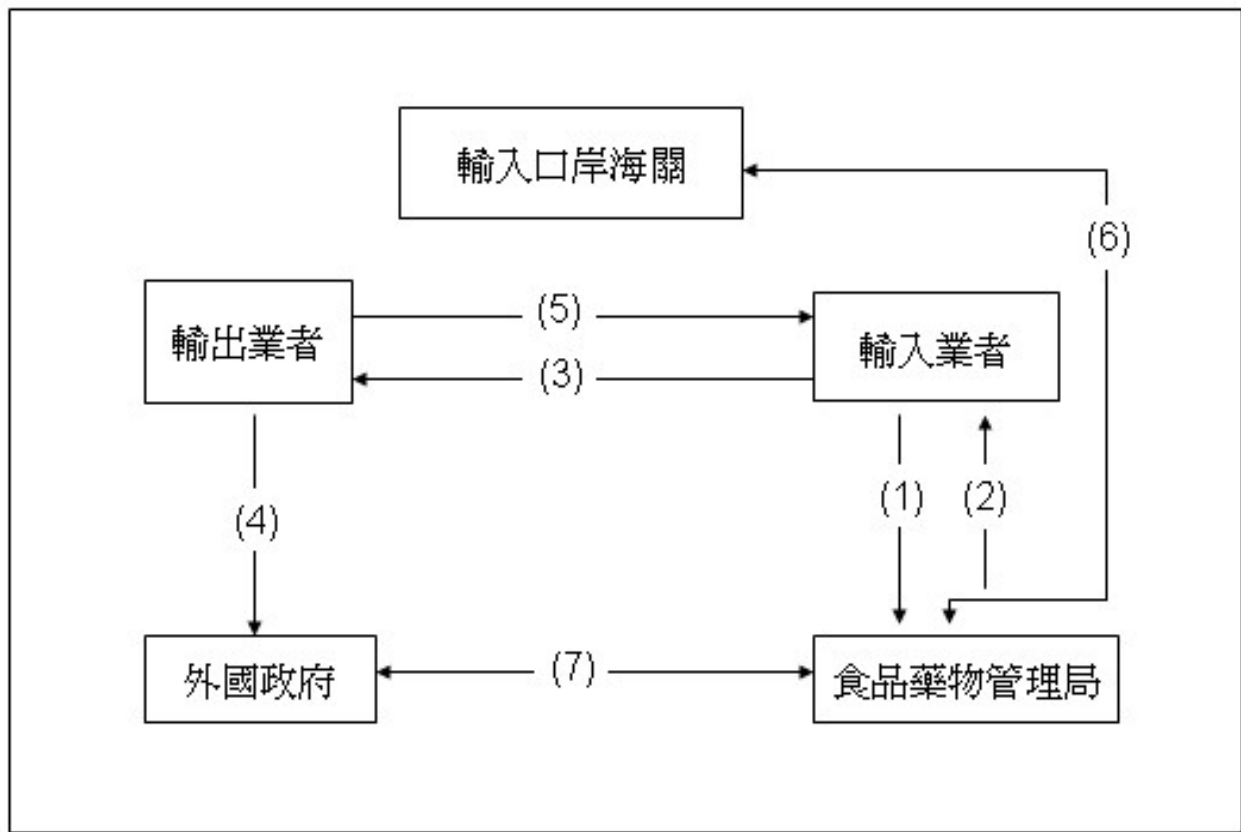 輸入口岸海關
(6)
輸出業者
(5)
(3)
輸入業者
(4)
(1)
(2)
外國政府
(7)
食品藥物管理局